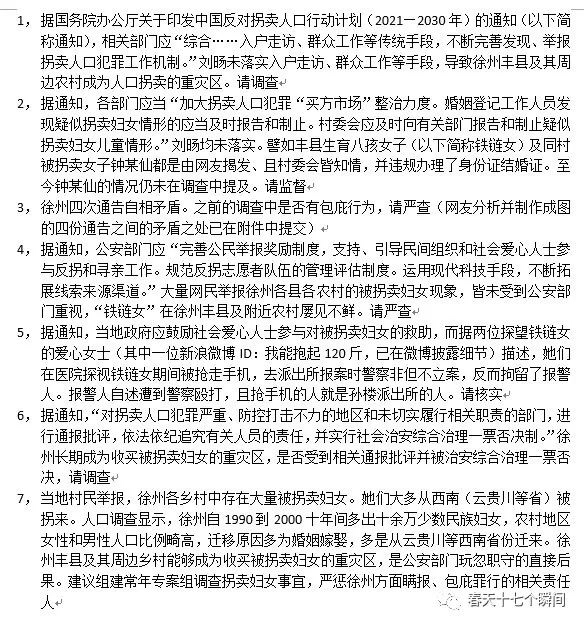 1， 据国务院办公厅关于印发中国反对拐卖人口行动计划（2021—2030 年）的通知（以下简
称通知），相关部门应“综合……入户走访、群众工作等传统手段，不断完善发现、举报
拐卖人口犯罪工作机制。”刘旸未落实入户走访、群众工作等手段，导致徐州丰县及其周
边农村成为人口拐卖的重灾区。请调查
2， 据通知，各部门应当“加大拐卖人口犯罪“买方市场”整治力度。婚姻登记工作人员发
现疑似拐卖妇女情形的应当及时报告和制止。村委会应及时向有关部门报告和制止疑似
拐卖妇女儿童情形。”刘旸均未落实。譬如丰县生育八孩女子（以下简称铁链女）及同村
被拐卖女子钟某仙都是由网友揭发、且村委会皆知情，并违规办理了身份证结婚证。至
今钟某仙的情况仍未在调查中提及。请监督
3， 徐州四次通告自相矛盾。之前的调查中是否有包庇行为，请严查（网友分析并制作成图
的四份通告之间的矛盾之处已在附件中提交）
4， 据通知，公安部门应“完善公民举报奖励制度，支持、引导民间组织和社会爱心人士参
与反拐和寻亲工作。规范反拐志愿者队伍的管理评估制度。运用现代科技手段，不断拓
展线索来源渠道。”大量网民举报徐州各县各农村的被拐卖妇女现象，皆未受到公安部
门重视，“铁链女”在徐州丰县及附近农村屡见不鲜。请严查
5， 据通知，当地政府应鼓励社会爱心人士参与对被拐卖妇女的救助，而据两位探望铁链女
的爱心女士（其中一位新浪微博 ID：我能抱起 120 斤，已在微博披露细节）描述，她们
在医院探视铁链女期间被抢走手机，去派出所报案时警察非但不立案，反而拘留了报警
人。报警人自述遭到警察殴打，且抢手机的人就是孙楼派出所的人。请核实
6， 据通知，“对拐卖人口犯罪严重、防控打击不力的地区和未切实履行相关职责的部门，进
行通报批评，依法依纪追究有关人员的责任，并实行社会治安综合治理一票否决制。”徐
州长期成为收买被拐卖妇女的重灾区，是否受到相关通报批评并被治安综合治理一票否
决，请调查
7， 当地村民举报，徐州各乡村中存在大量被拐卖妇女。她们大多从西南（云贵川等省）被
拐来。人口调查显示，徐州自 1990 到 2000 十年间多出十余万少数民族妇女，农村地区
女性和男性人口比例畸高，迁移原因多为婚姻嫁娶，多是从云贵川等西南省份迁来。徐
州丰县及其周边乡村能够成为收买被拐卖妇女的重灾区，是公安部门玩忽职守的直接后
果。建议组建常年专案组调查拐卖妇女事宜，严惩徐州方面瞒报、包庇罪行的相关责任
人
春天十七个瞬间